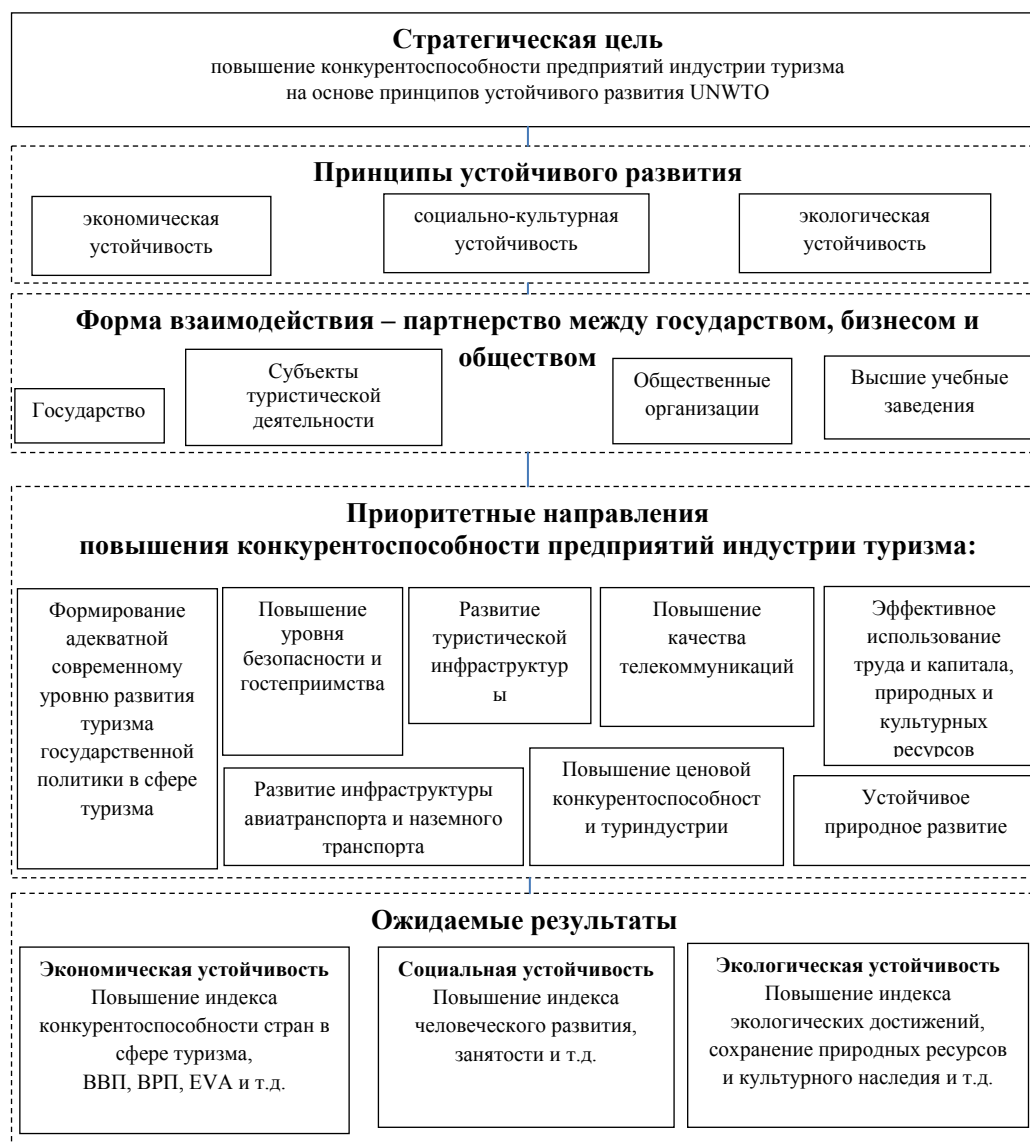 Стратегическая цель
повышение конкурентоспособности предприятий индустрии туризма
на основе принципов устойчивого развития UNWTO
Принципы устойчивого развития
экономическая
устойчивость
социально-культурная
устойчивость
экологическая
устойчивость
Форма взаимодействия – партнерство между государством, бизнесом и
обществом
Государство
Субъекты
туристической
деятельности
Общественные
организации
Высшие учебные
заведения
Приоритетные направления
повышения конкурентоспособности предприятий индустрии туризма:
Формирование
адекватной
современному
уровню развития
туризма
государственной
политики в сфере
туризма
Повышение
уровня
безопасности и
гостеприимства
Развитие
туристической
инфраструктур
ы
Повышение
качества
телекоммуникаций
Эффективное
использование
труда и капитала,
природных и
культурных
ресурсов
Развитие инфраструктуры
авиатранспорта и наземного
транспорта
Повышение ценовой
конкурентоспособност
и туриндустрии
Устойчивое
природное развитие
Ожидаемые результаты
Экономическая устойчивость
Повышение индекса
конкурентоспособности стран в
сфере туризма,
ВВП, ВРП, EVA и т.д.
Социальная устойчивость
Повышение индекса
человеческого развития,
занятости и т.д.
Экологическая устойчивость
Повышение индекса
экологических достижений,
сохранение природных ресурсов
и культурного наследия и т.д.